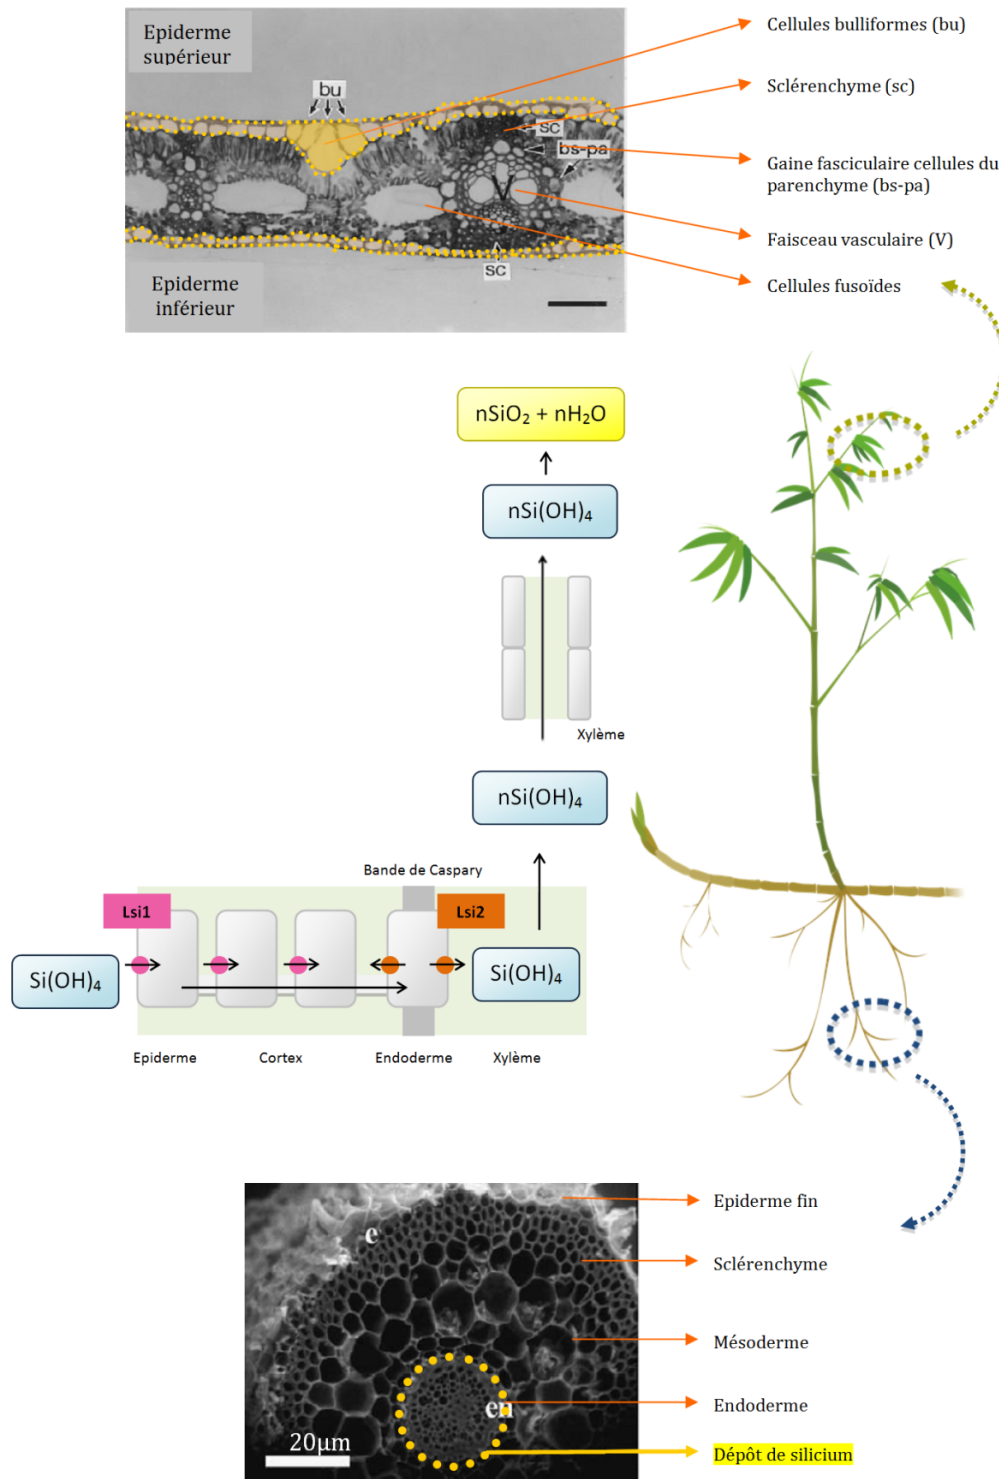 Epiderme
supérieur
bu
sc
bs-pa
V
sc
Epiderme
inférieur
Cellules bulliformes (bu)
Sclérenchyme (sc)
Gaine fasciculaire cellules du
parenchyme (bs-pa)
Faisceau vasculaire (V)
Cellules fusoïdes
nSiO₂ + nH₂O
nSi(OH)₄
Xylème
nSi(OH)₄
Bande de Caspary
Lsi1
Lsi2
Si(OH)₄
Si(OH)₄
Epiderme
Cortex
Endoderme
Xylème
e
en
20µm
Epiderme fin
Sclérenchyme
Mésoderme
Endoderme
Dépôt de silicium